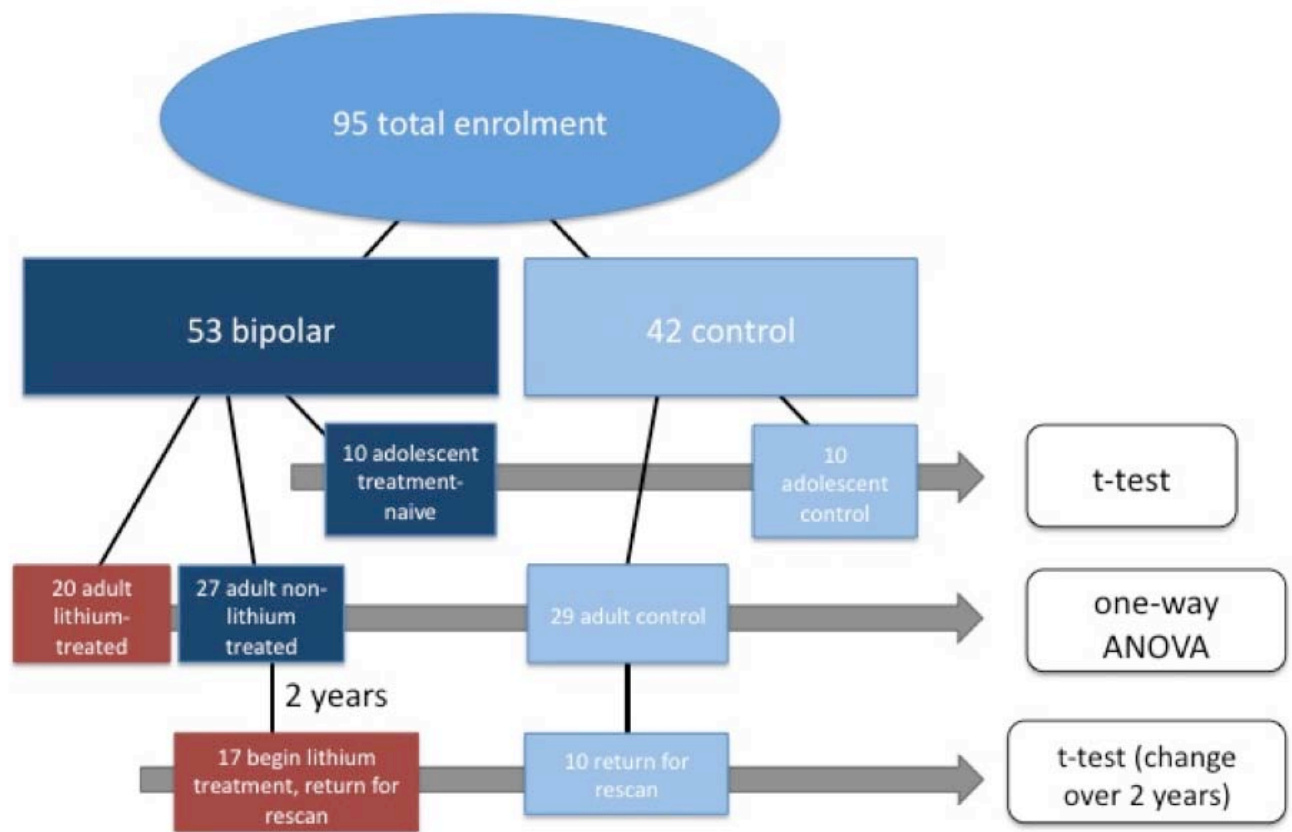 95 total enrolment
53 bipolar
42 control
10 adolescent
treatment-
naive
10
adolescent
control
t-test
20 adult
lithium-
treated
27 adult non-
lithium
treated
29 adult control
one-way
ANOVA
2 years
17 begin lithium
treatment, return for
rescan
10 return for
rescan
t-test (change
over 2 years)